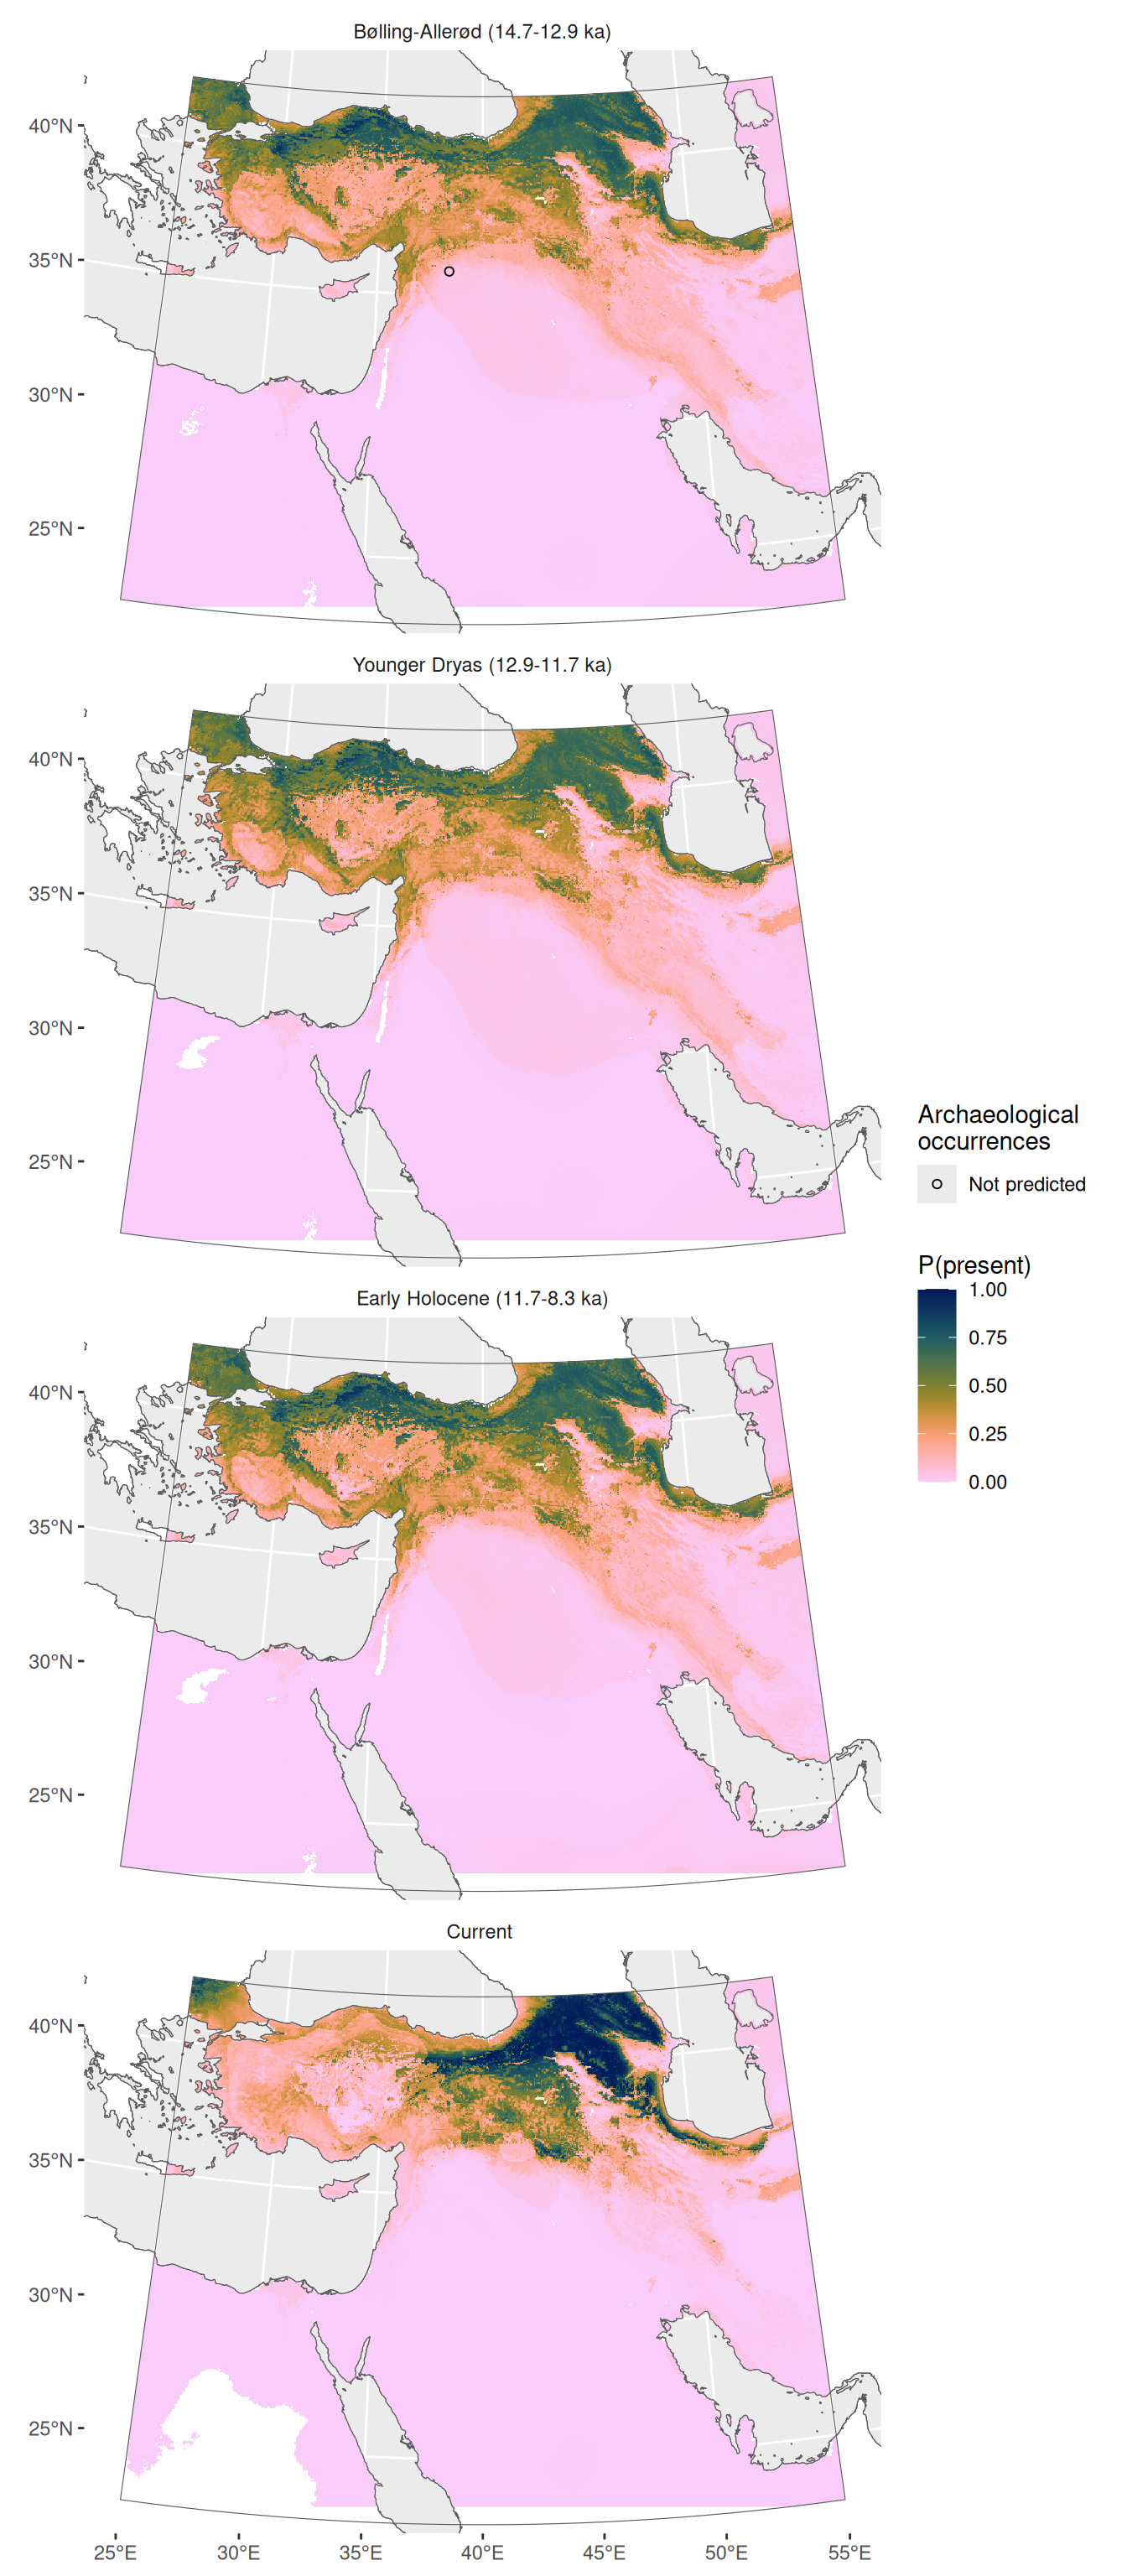 Bølling-Allerød (14.7-12.9 ka)
40°N
35°N
30°N
25°N
Younger Dryas (12.9-11.7 ka)
40°N
35°N
30°N
25°N
Archaeological
occurrences
Not predicted
P(present)
1.00
0.75
0.50
0.25
0.00
Early Holocene (11.7-8.3 ka)
40°N
35°N
30°N
25°N
Current
40°N
35°N
30°N
25°N
25°E 30°E 35°E 40°E 45°E 50°E 55°E